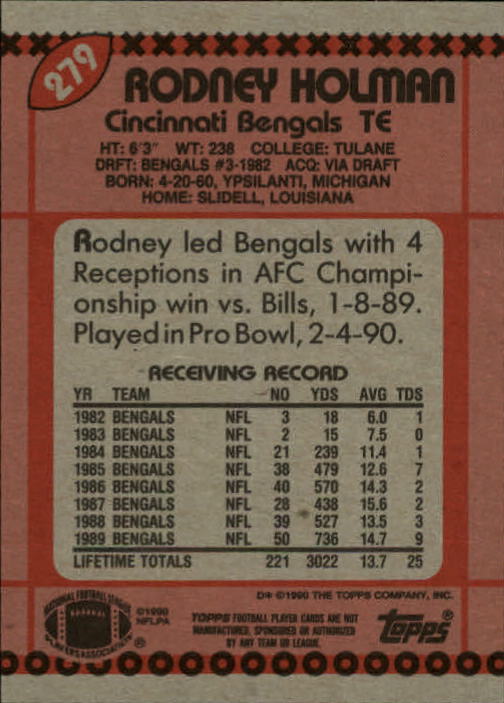 279
RODNEY HOLMAN
Cincinnati Bengals TE
HT: 6'3" WT: 238 COLLEGE: TULANE
DRFT: BENGALS #3-1982 ACQ: VIA DRAFT
BORN: 4-20-60, YPSILANTI, MICHIGAN
HOME: SLIDELL, LOUISIANA
Rodney led Bengals with 4
Receptions in AFC Champi-
onship win vs. Bills, 1-8-89.
Played in Pro Bowl, 2-4-90.
RECEIVING RECORD
YR TEAM NO YDS AVG TDS
1982 BENGALS NFL 3 18 6.0 1
1983 BENGALS NFL 2 15 7.5 0
1984 BENGALS NFL 21 239 11.4 1
1985 BENGALS NFL 38 479 12.6 7
1986 BENGALS NFL 40 570 14.3 2
1987 BENGALS NFL 28 438 15.6 2
1988 BENGALS NFL 39 527 13.5 3
1989 BENGALS NFL 50 736 14.7 9
LIFETIME TOTALS 221 3022 13.7 25
D* ©1990 THE TOPPS COMPANY, INC.
NATIONAL FOOTBALL LEAGUE
PLAYERS ASSOCIATION ®
©1990
NFLPA
TOPPS FOOTBALL PLAYER CARDS ARE NOT
MANUFACTURED, SPONSORED OR AUTHORIZED
BY ANY TEAM OR LEAGUE.
topps®